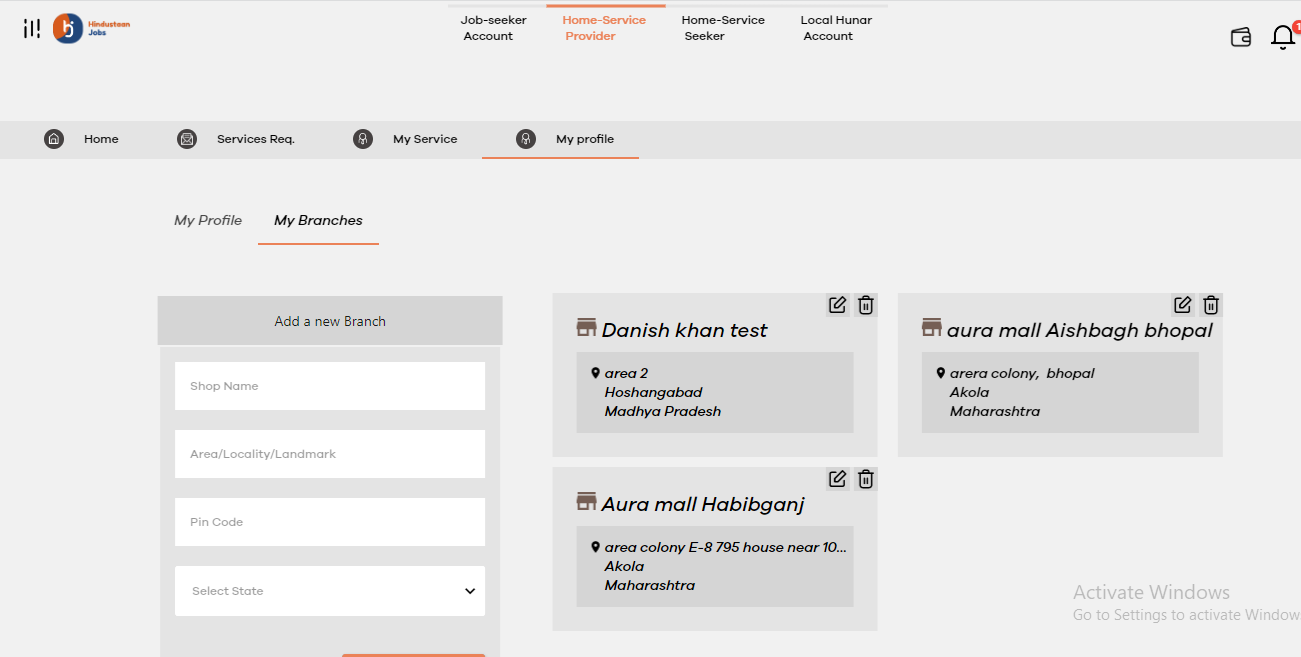 Hindustaan
Jobs
Job-seeker
Account
Home-Service
Provider
Home-Service
Seeker
Local Hunar
Account
1
Home
Services Req.
My Service
My profile
My Profile
My Branches
Add a new Branch
Shop Name
Area/Locality/Landmark
Pin Code
Select State
Danish khan test
area 2
Hoshangabad
Madhya Pradesh
aura mall Aishbagh bhopal
arera colony, bhopal
Akola
Maharashtra
Aura mall Habibganj
area colony E-8 795 house near 10...
Akola
Maharashtra
Activate Windows
Go to Settings to activate Window